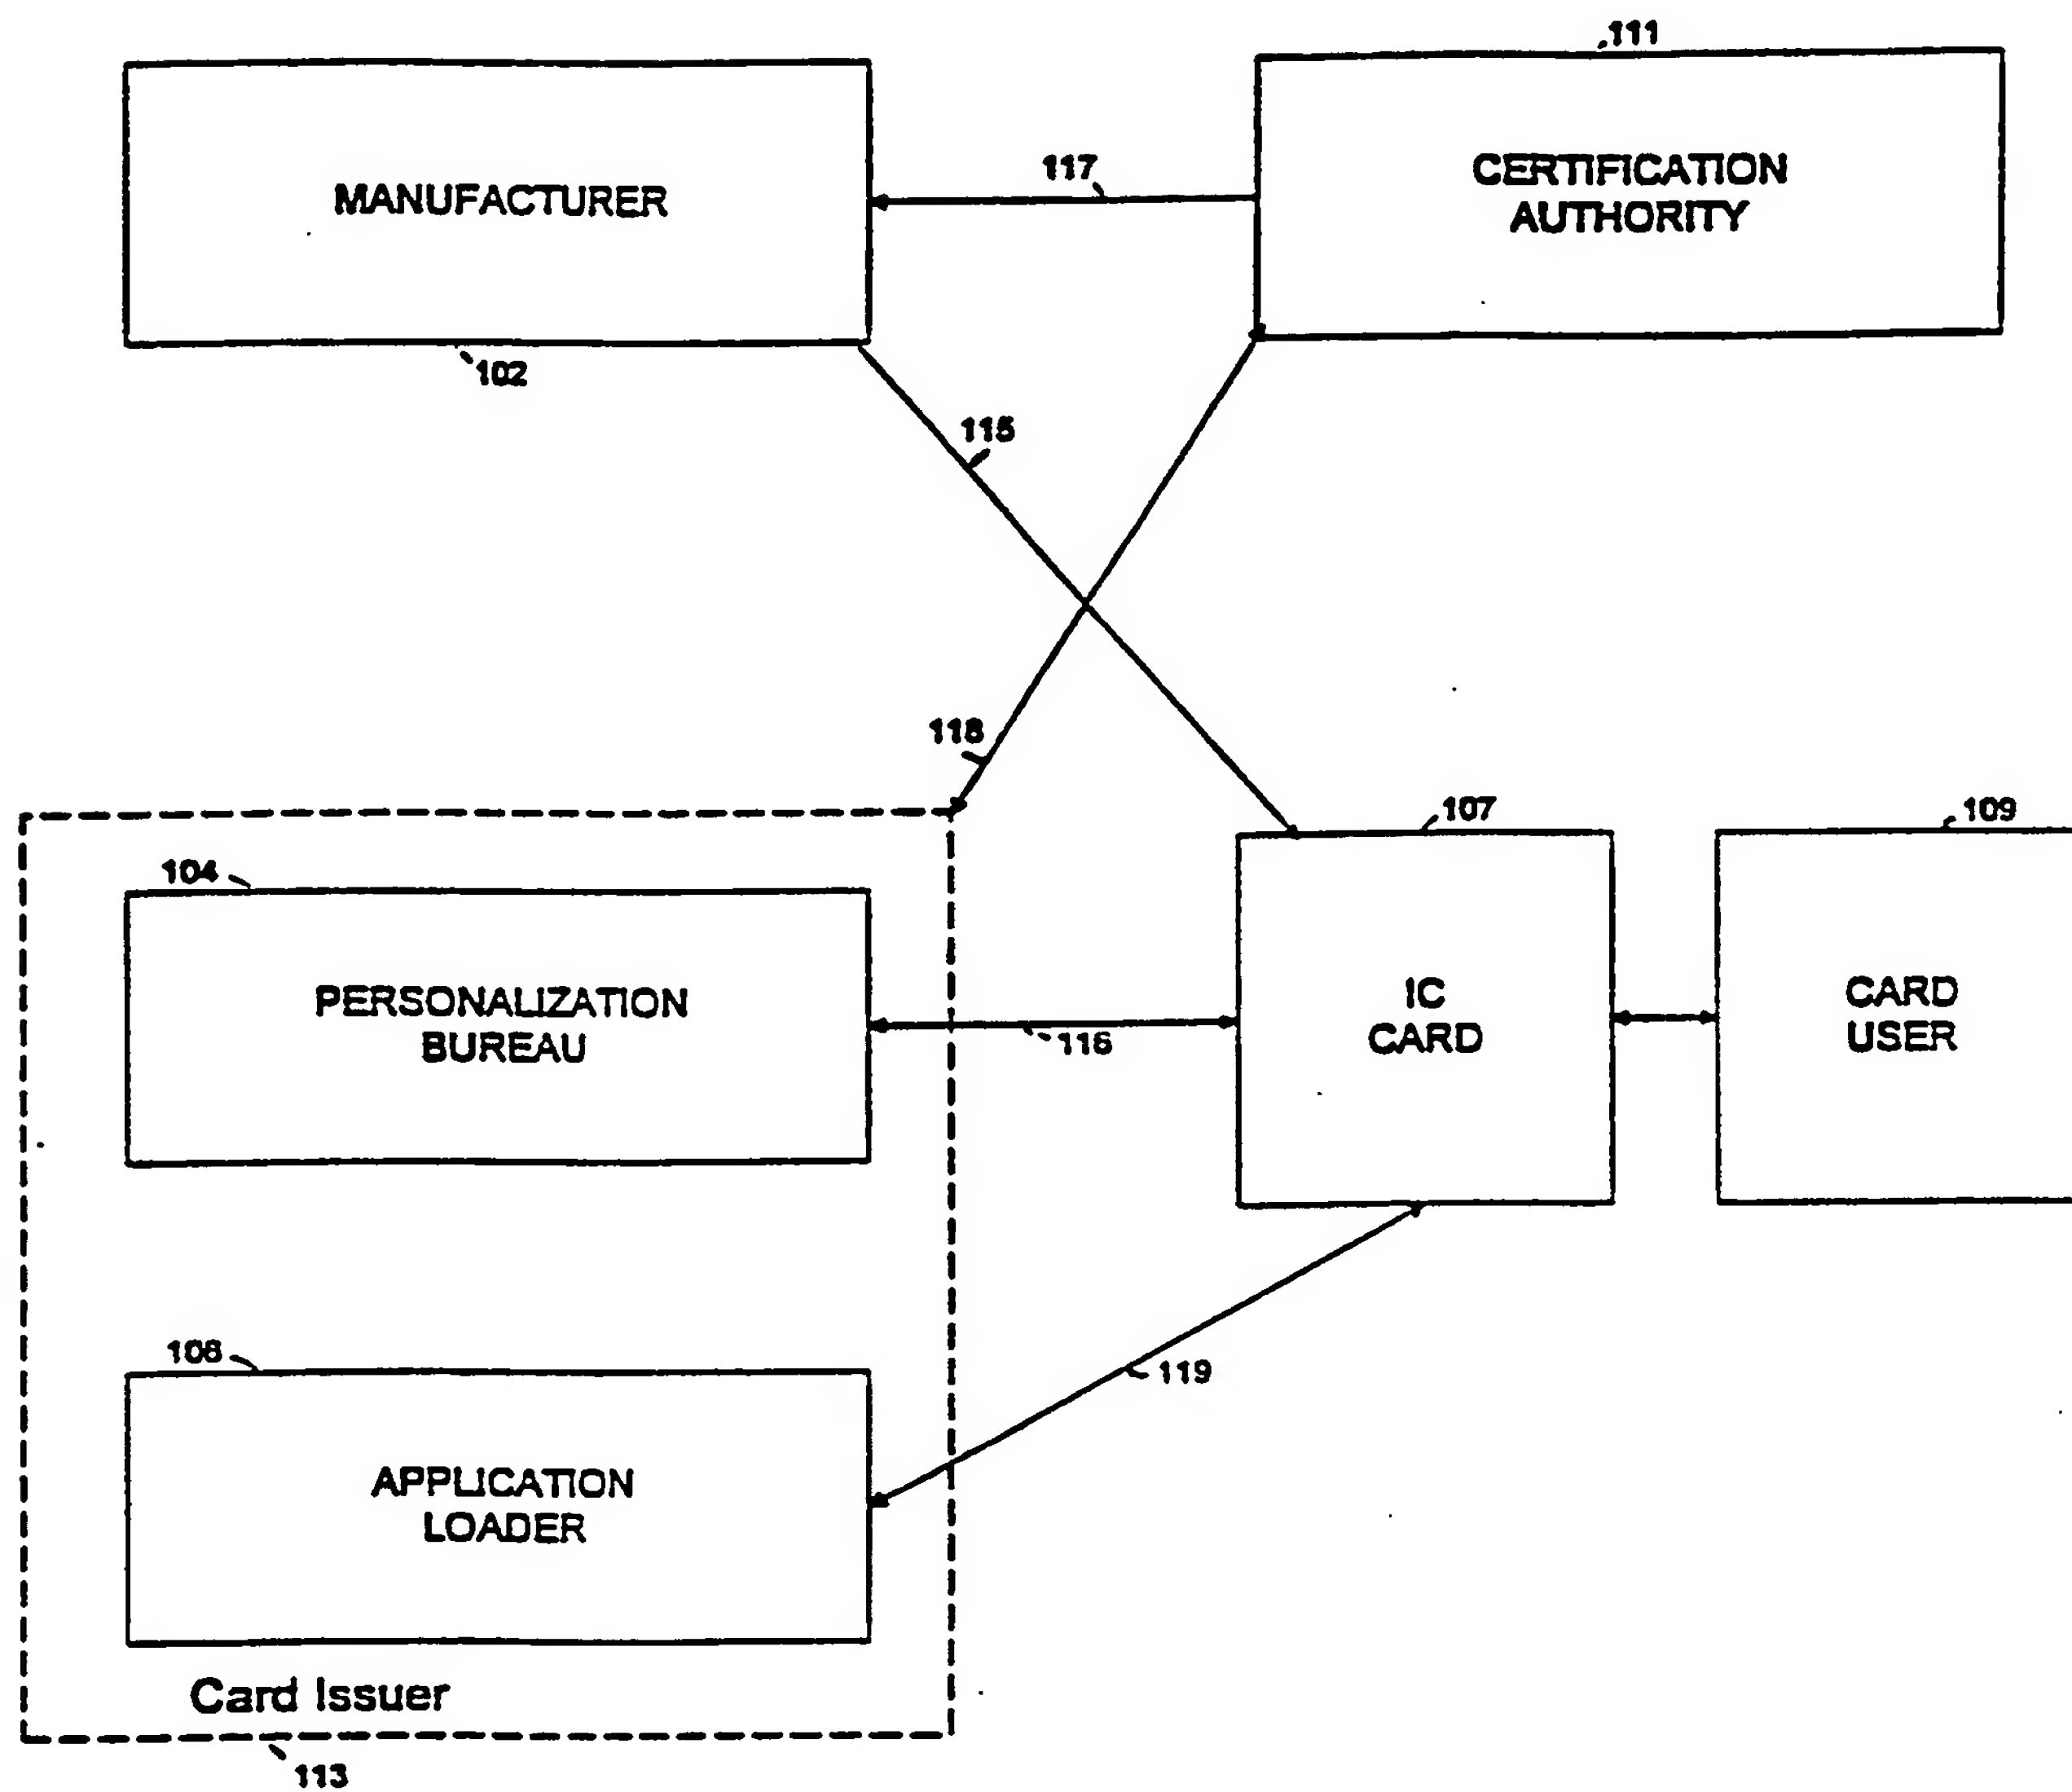 111
MANUFACTURER
CERTIFICATION
AUTHORITY
117
102
115
118
107
109
104
PERSONALIZATION
BUREAU
116
IC
CARD
CARD
USER
108
APPLICATION
LOADER
119
Card Issuer
113